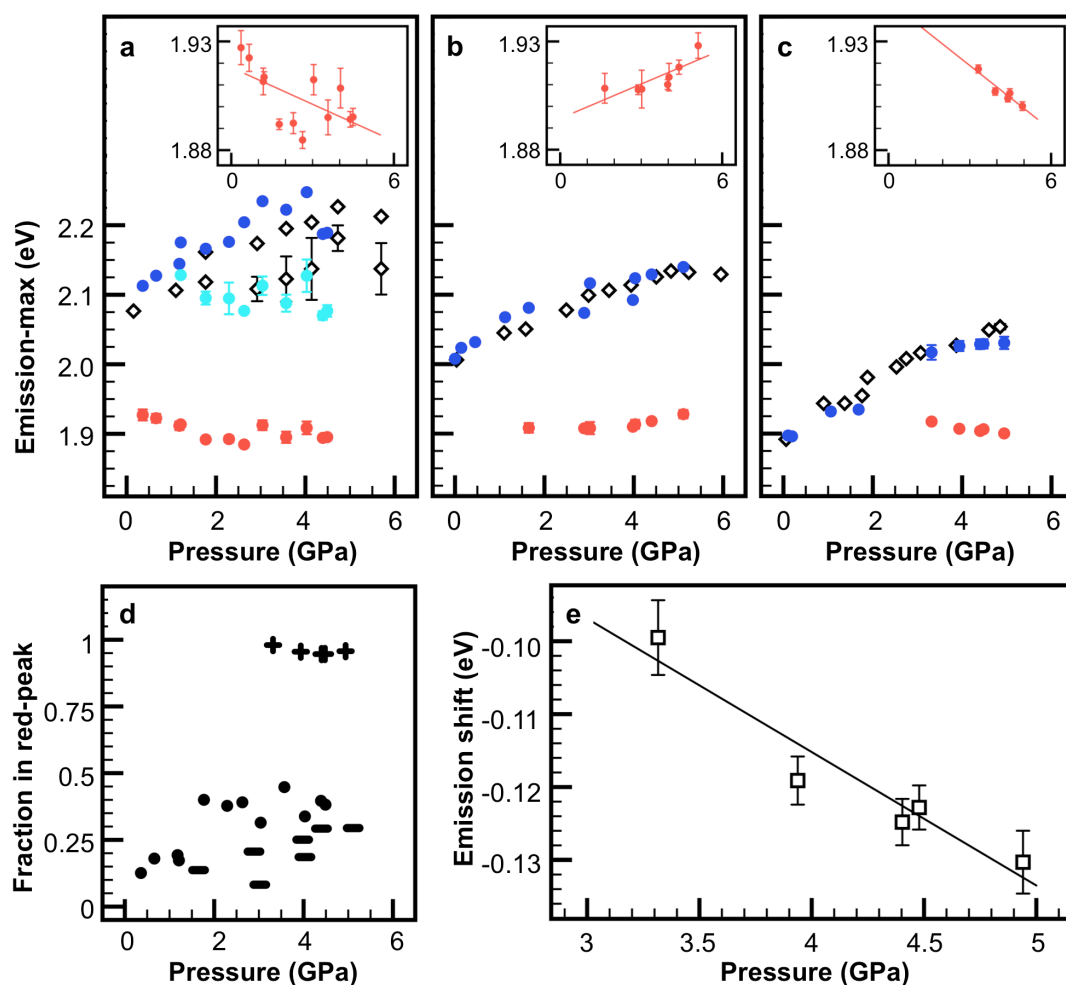 a
1.93
1.88
0
6
b
1.93
1.88
0
6
c
1.93
1.88
0
6
Emission-max (eV)
2.2
2.1
2.0
1.9
0 2 4 6
0 2 4 6
0 2 4 6
Pressure (GPa)
Pressure (GPa)
Pressure (GPa)
d
Fraction in red-peak
1
0.75
0.5
0.25
0
0 2 4 6
Pressure (GPa)
e
Emission shift (eV)
-0.10
-0.11
-0.12
-0.13
3 3.5 4 4.5 5
Pressure (GPa)